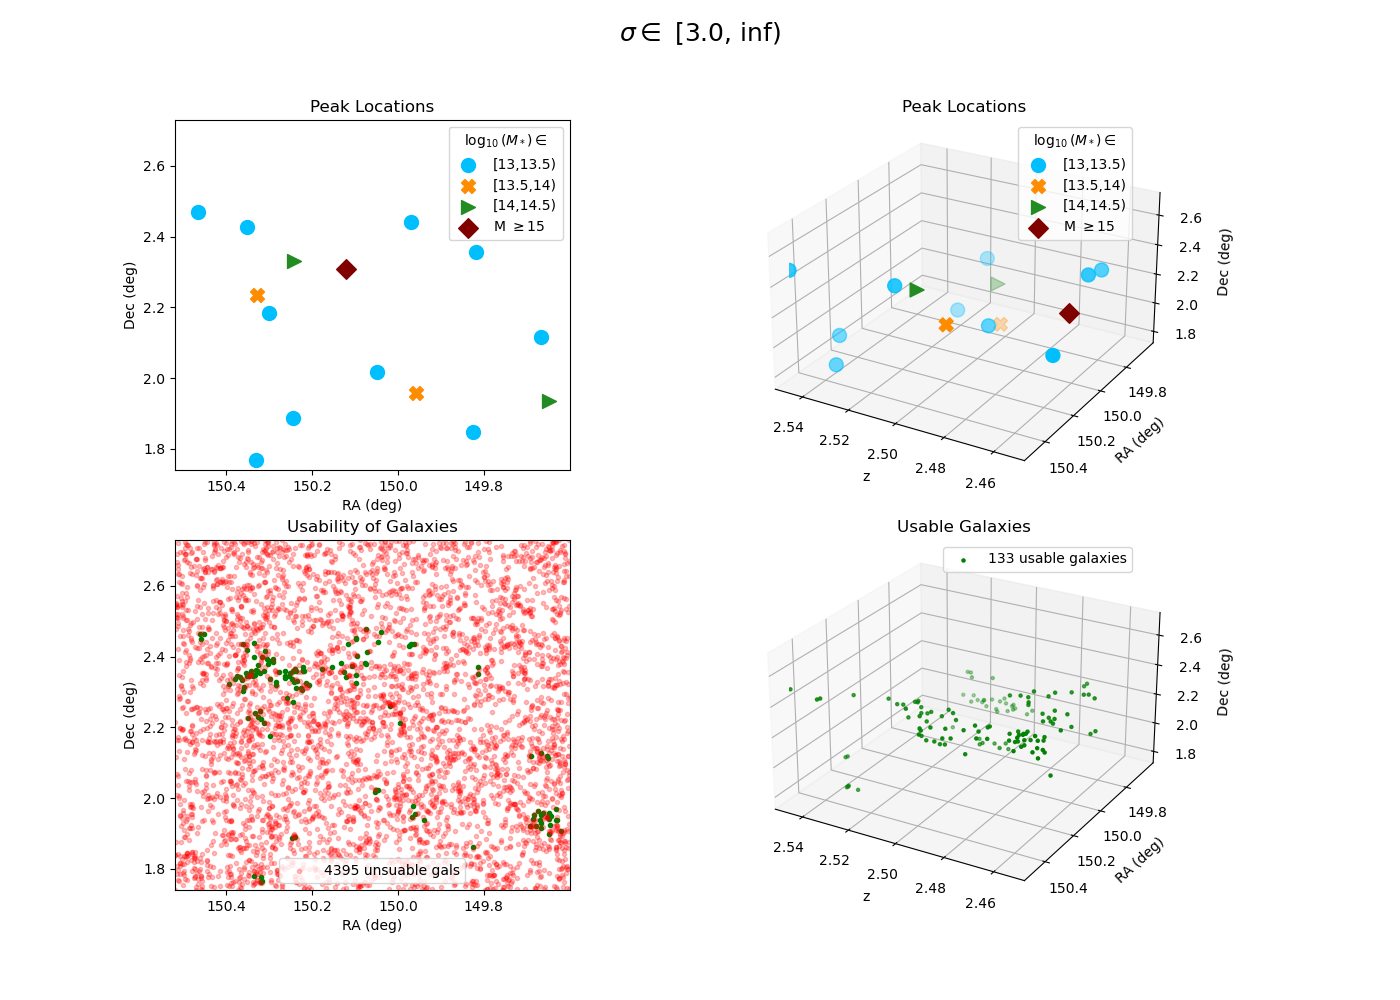 σ ∈ [3.0, inf)
Peak Locations
log₁₀(M*) ∈
[13,13.5)
[13.5,14)
[14,14.5)
M ≥15
2.6
2.4
2.2
2.0
1.8
Dec (deg)
150.4 150.2 150.0 149.8
RA (deg)
Peak Locations
log₁₀(M*) ∈
[13,13.5)
[13.5,14)
[14,14.5)
M ≥15
2.6
2.4
2.2
2.0
1.8
Dec (deg)
149.8
150.0
150.2
150.4
RA (deg)
2.54
2.52
2.50
2.48
2.46
z
Usability of Galaxies
2.6
2.4
2.2
2.0
1.8
Dec (deg)
4395 unsuable gals
150.4 150.2 150.0 149.8
RA (deg)
Usable Galaxies
133 usable galaxies
2.6
2.4
2.2
2.0
1.8
Dec (deg)
149.8
150.0
150.2
150.4
RA (deg)
2.54
2.52
2.50
2.48
2.46
z